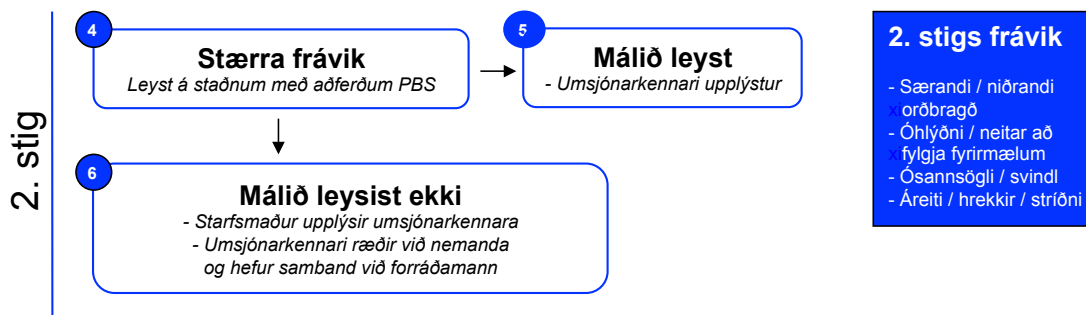 2. stig
4
Stærra frávik
Leyst á staðnum með aðferðum PBS
5
Málið leyst
- Umsjónarkennari upplýstur
6
Málið leysist ekki
- Starfsmaður upplýsir umsjónarkennara
- Umsjónarkennari ræðir við nemanda
og hefur samband við forráðamann
2. stigs frávik
- Særandi / niðrandi
xiorðbragð
- Óhlýðni / neitar að
xifylgja fyrirmælum
- Ósannsögli / svindl
- Áreiti / hrekkir / stríðni